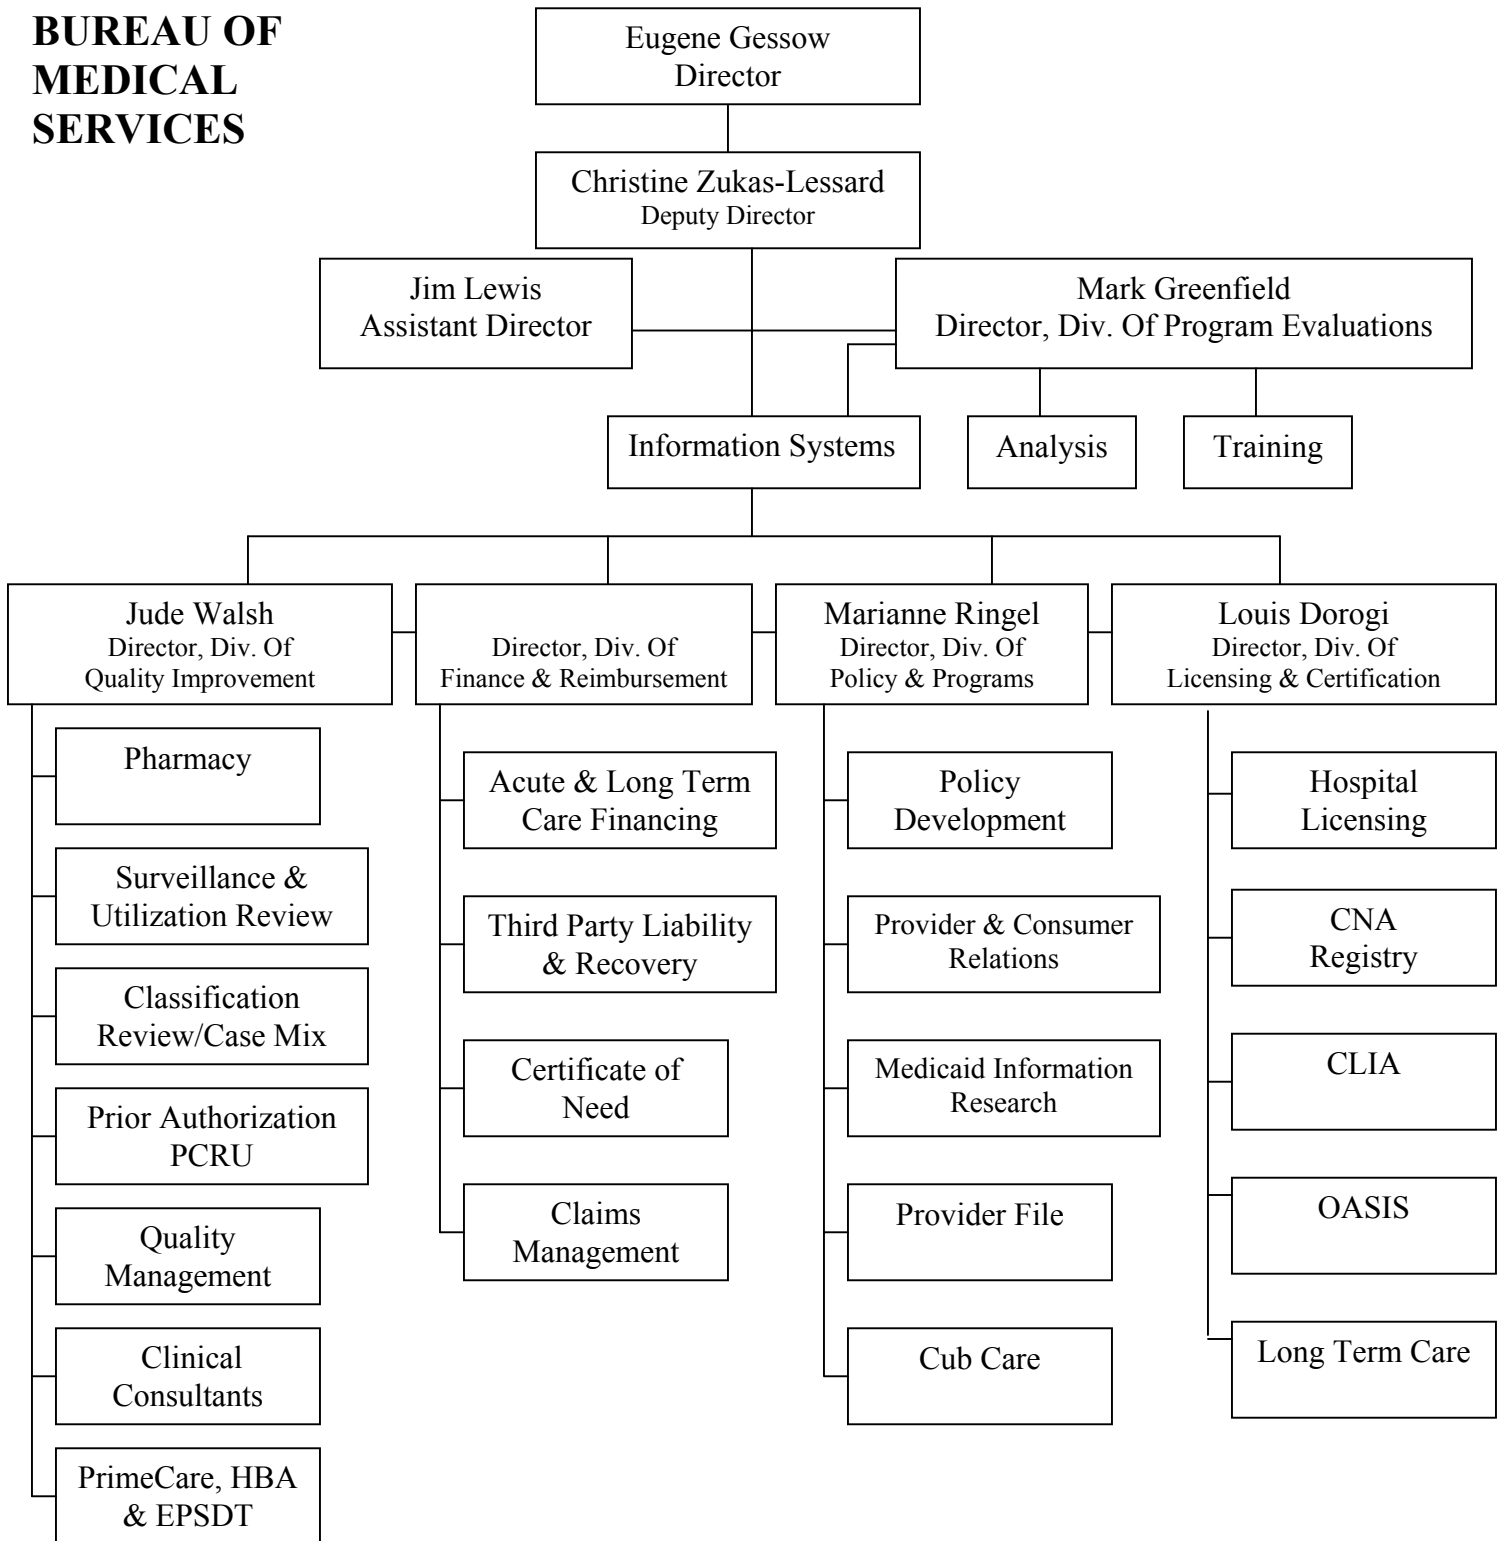 BUREAU OF
MEDICAL
SERVICES
Eugene Gessow
Director
Christine Zukas-Lessard
Deputy Director
Jim Lewis
Assistant Director
Mark Greenfield
Director, Div. Of Program Evaluations
Information Systems
Analysis
Training
Jude Walsh
Director, Div. Of
Quality Improvement
Director, Div. Of
Finance & Reimbursement
Marianne Ringel
Director, Div. Of
Policy & Programs
Louis Dorogi
Director, Div. Of
Licensing & Certification
Pharmacy
Surveillance &
Utilization Review
Classification
Review/Case Mix
Prior Authorization
PCRU
Quality
Management
Clinical
Consultants
PrimeCare, HBA
& EPSDT
Acute & Long Term
Care Financing
Third Party Liability
& Recovery
Certificate of
Need
Claims
Management
Policy
Development
Provider & Consumer
Relations
Medicaid Information
Research
Provider File
Cub Care
Hospital
Licensing
CNA
Registry
CLIA
OASIS
Long Term Care